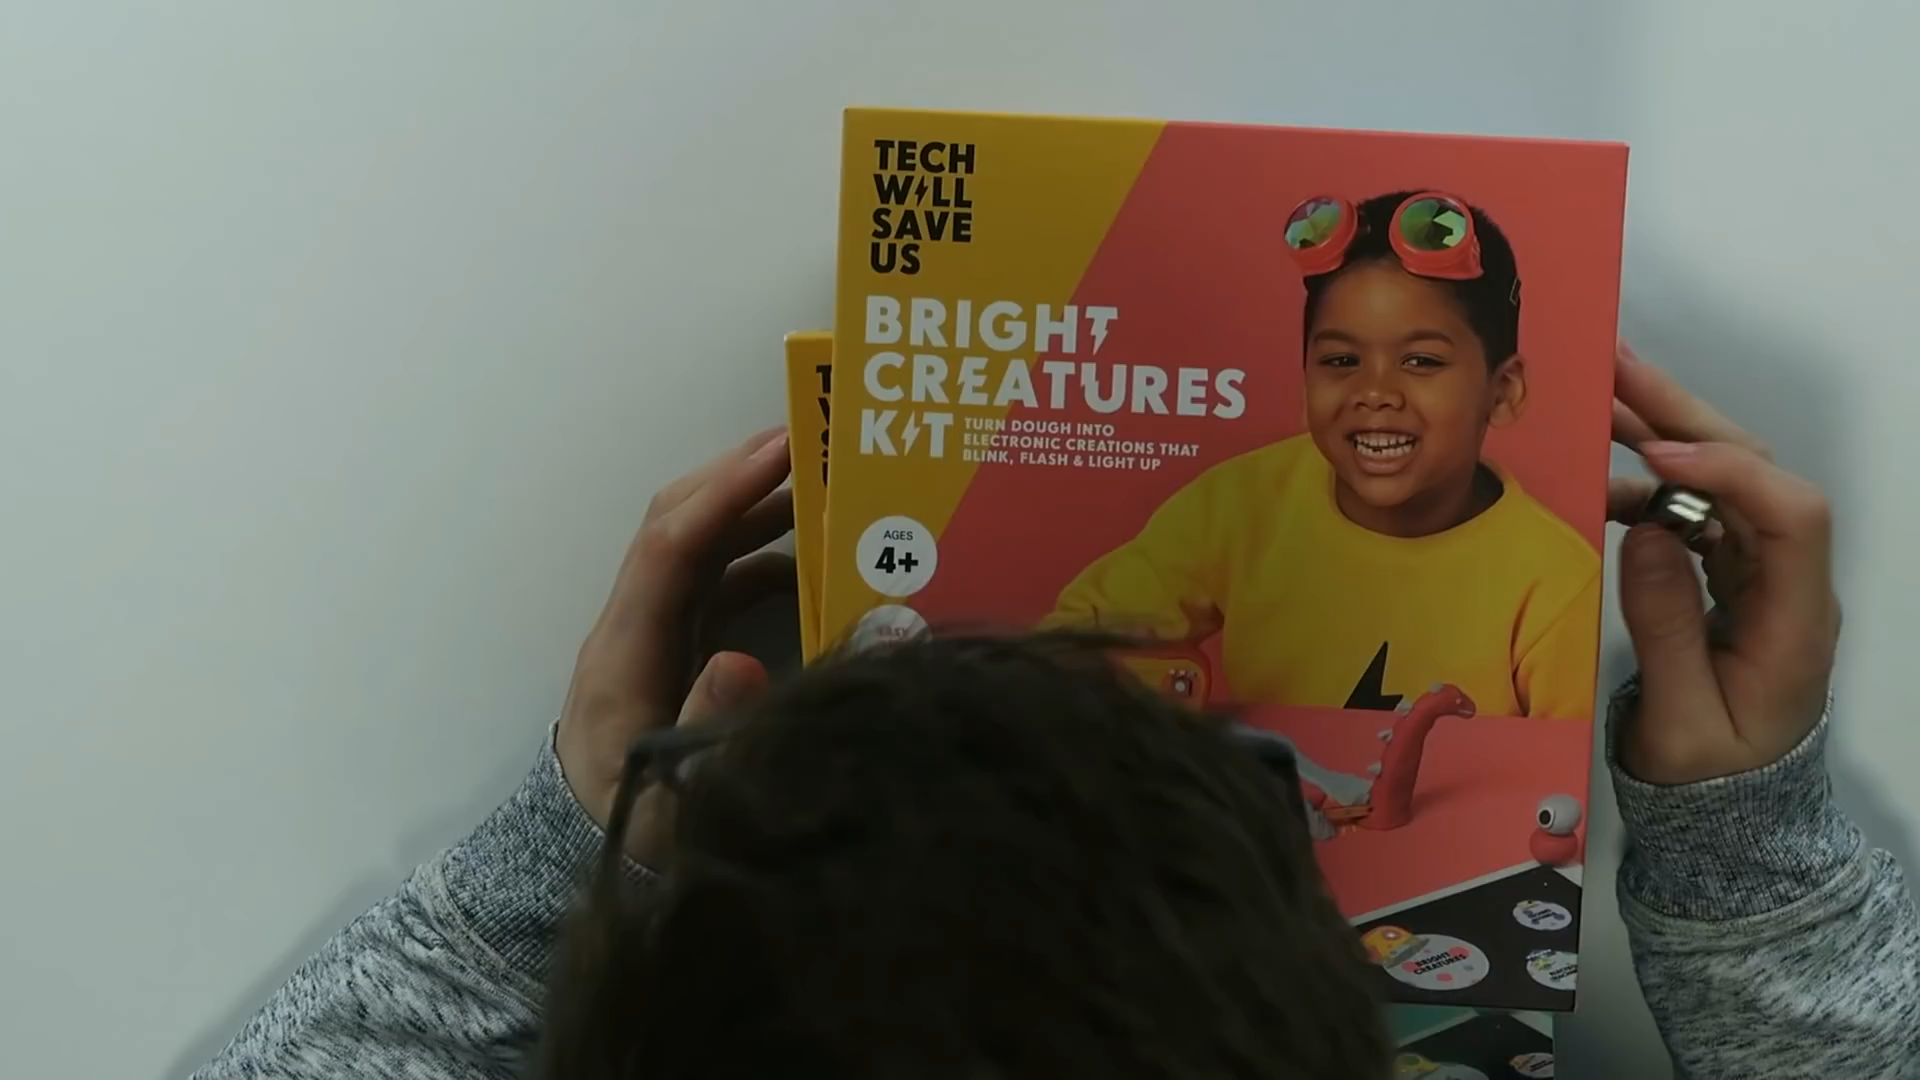 TECH
WILL
SAVE
US
BRIGHT
CREATURES
KIT
TURN DOUGH INTO
ELECTRONIC CREATIONS THAT
BLINK, FLASH & LIGHT UP
AGES
4+
EASY
BRIGHT
CREATURES